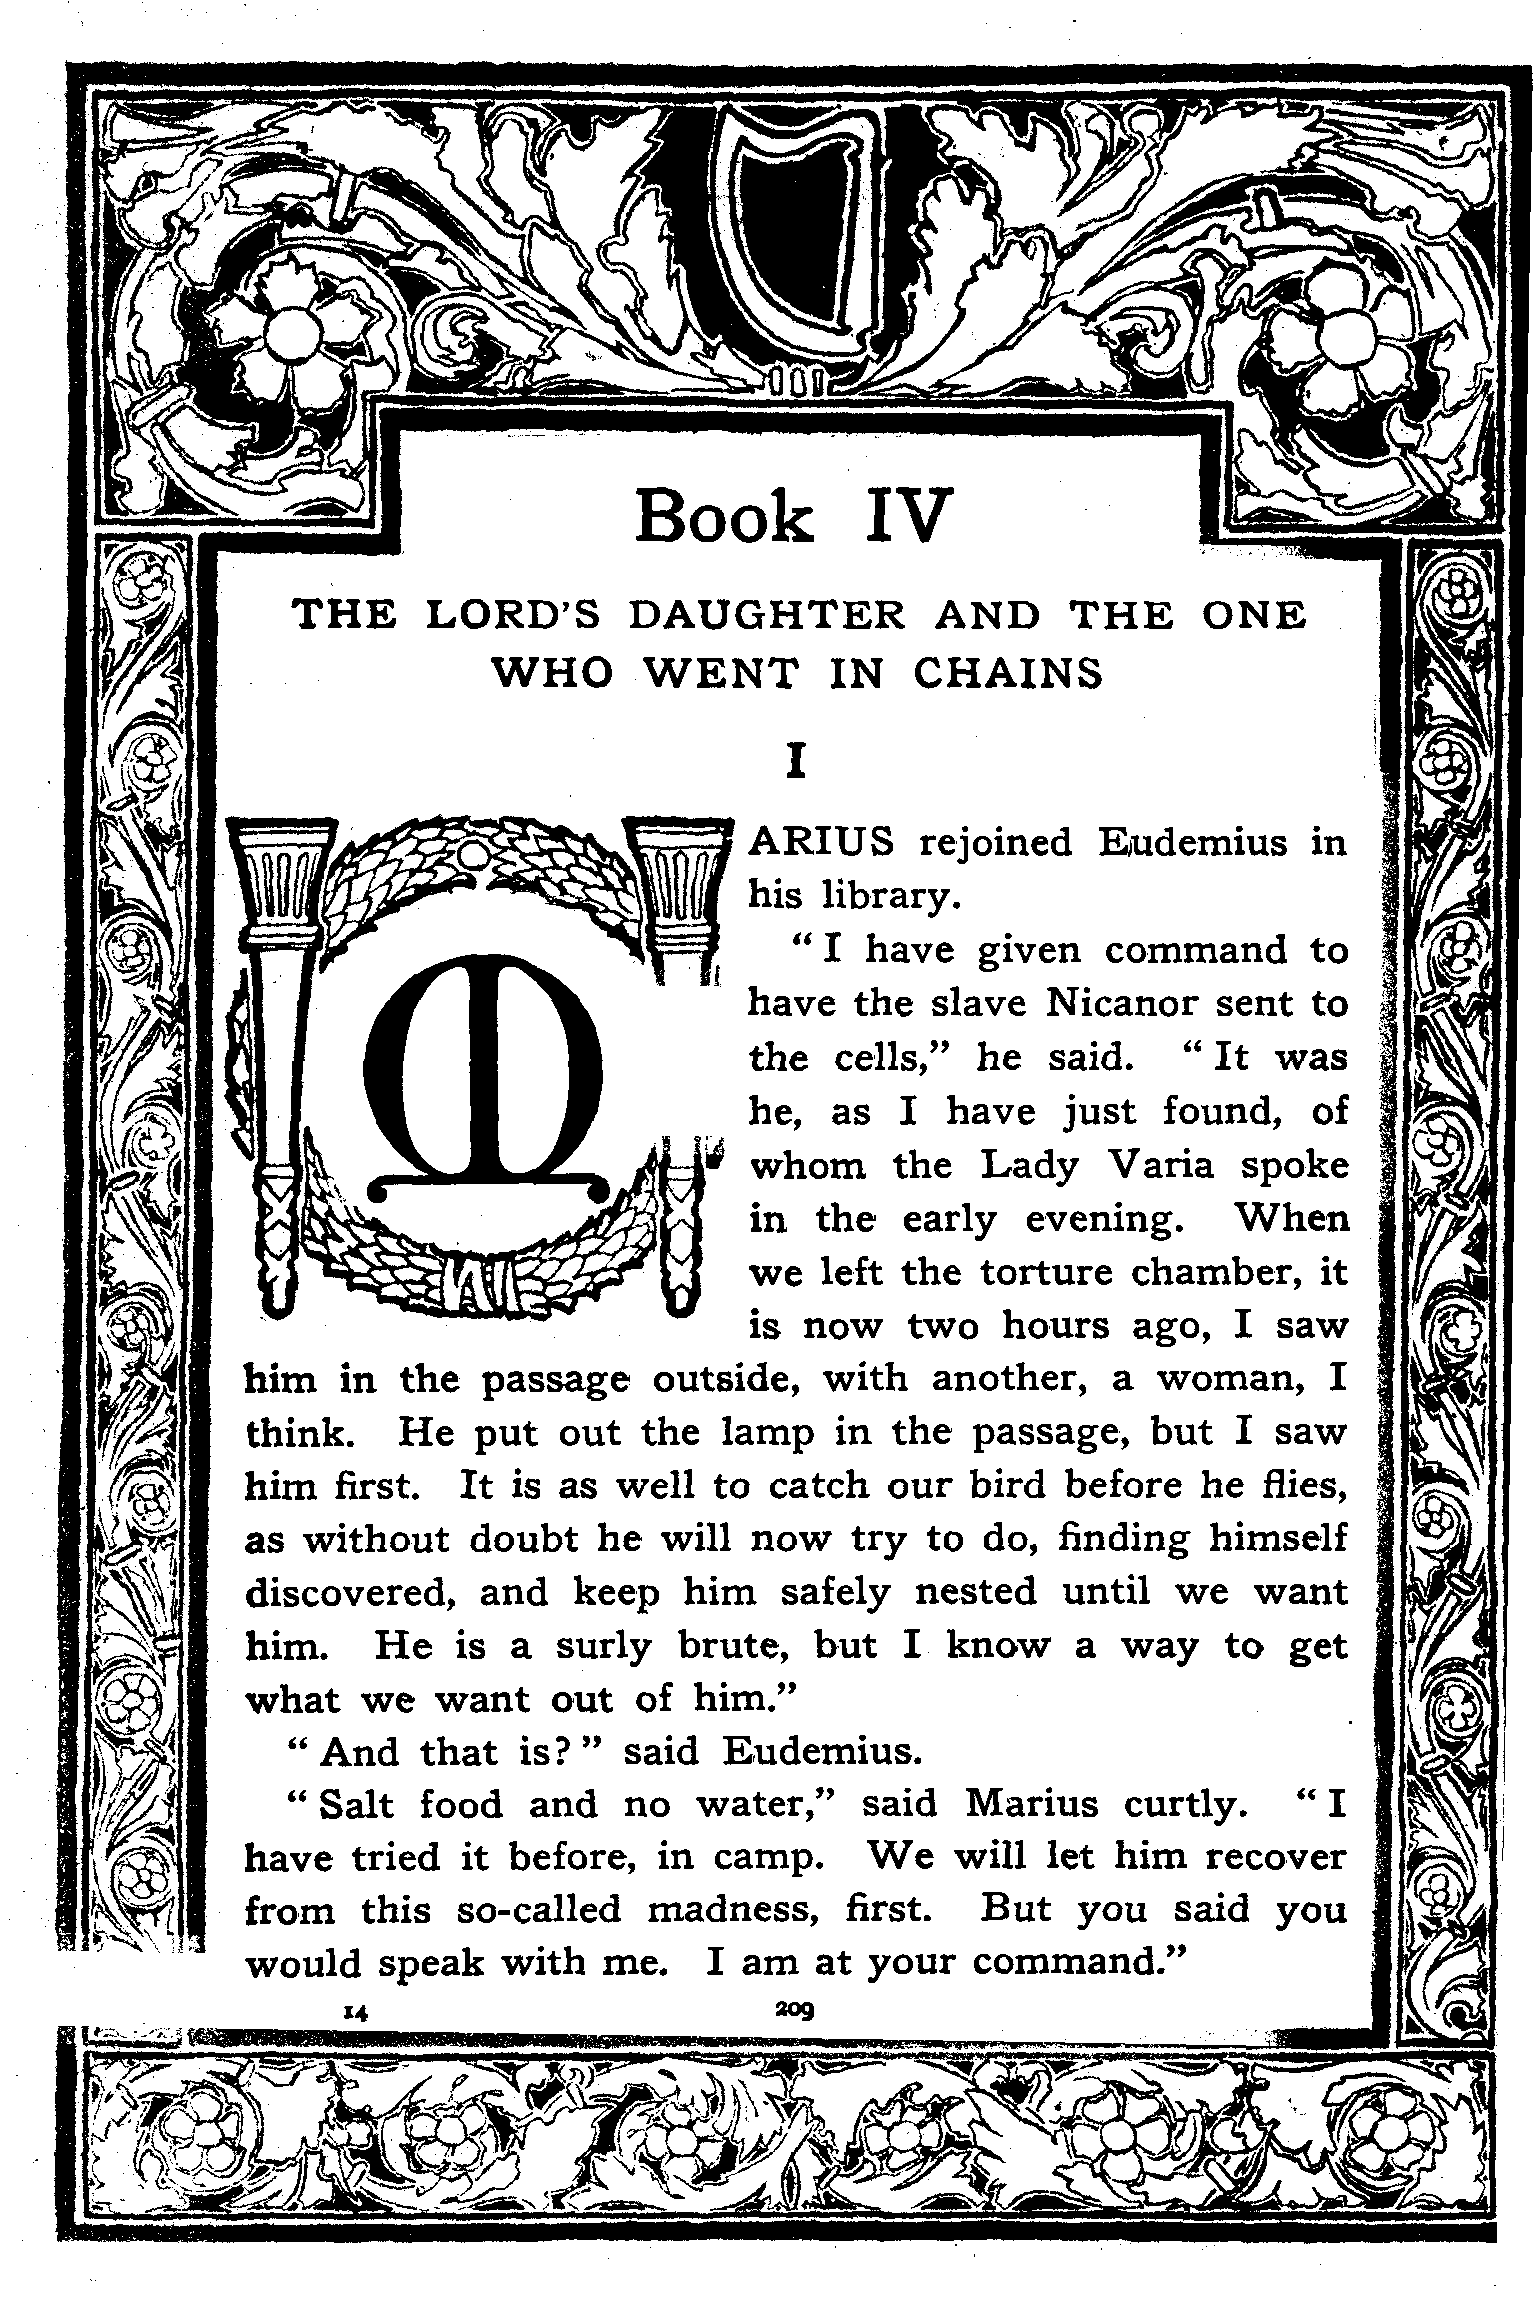 Book IV
THE LORD'S DAUGHTER AND THE ONE
WHO WENT IN CHAINS
I
MARIUS rejoined Eudemius in
his library.
"I have given command to
have the slave Nicanor sent to
the cells," he said. "It was
he, as I have just found, of
whom the Lady Varia spoke
in the early evening. When
we left the torture chamber, it
is now two hours ago, I saw
him in the passage outside, with another, a woman, I
think. He put out the lamp in the passage, but I saw
him first. It is as well to catch our bird before he flies,
as without doubt he will now try to do, finding himself
discovered, and keep him safely nested until we want
him. He is a surly brute, but I know a way to get
what we want out of him."
"And that is?" said Eudemius.
"Salt food and no water," said Marius curtly. "I
have tried it before, in camp. We will let him recover
from this so-called madness, first. But you said you
would speak with me. I am at your command."
14 209